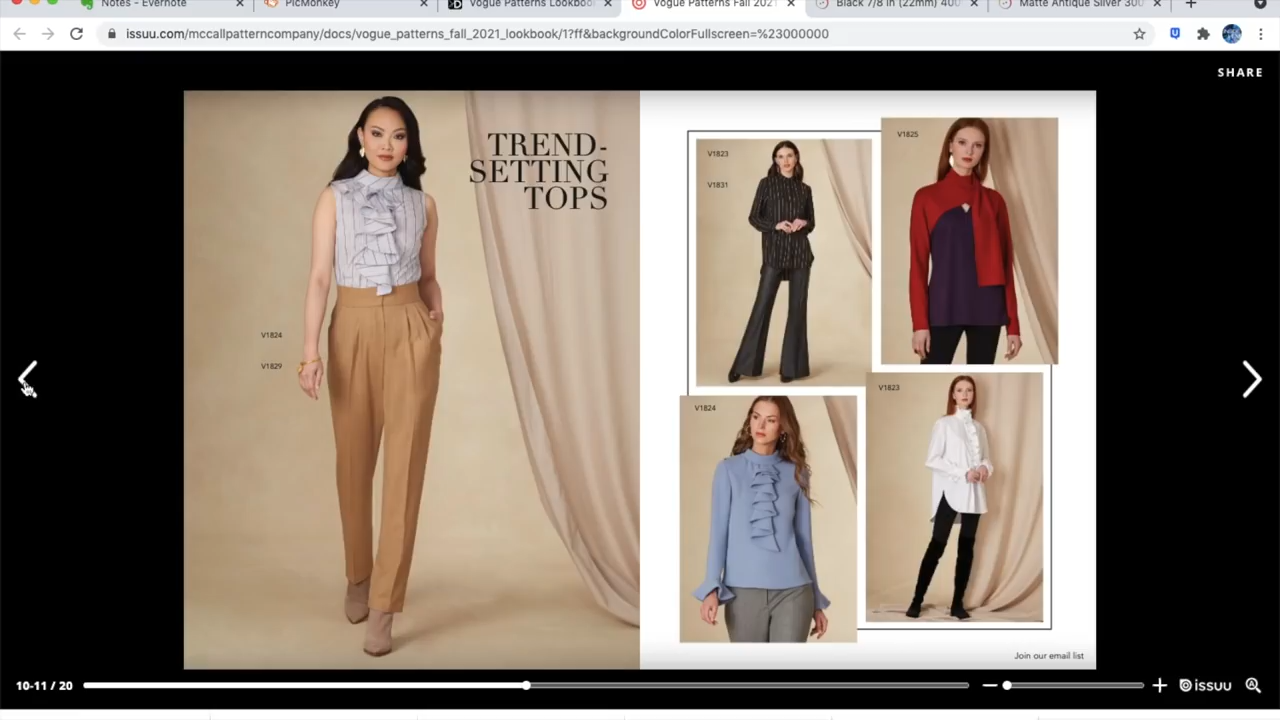 Notes - Evernote
PicMonkey
Vogue Patterns Lookboo
Vogue Patterns Fall 2021
Black 7/8 in (22mm) 400
Matte Antique Silver 300
issuu.com/mccallpatterncompany/docs/vogue_patterns_fall_2021_lookbook/1?ff&backgroundColorFullscreen=%23000000
SHARE
TREND-
SETTING
TOPS
V1824
V1829
V1823
V1831
V1825
V1824
V1823
Join our email list
10-11 / 20
issuu